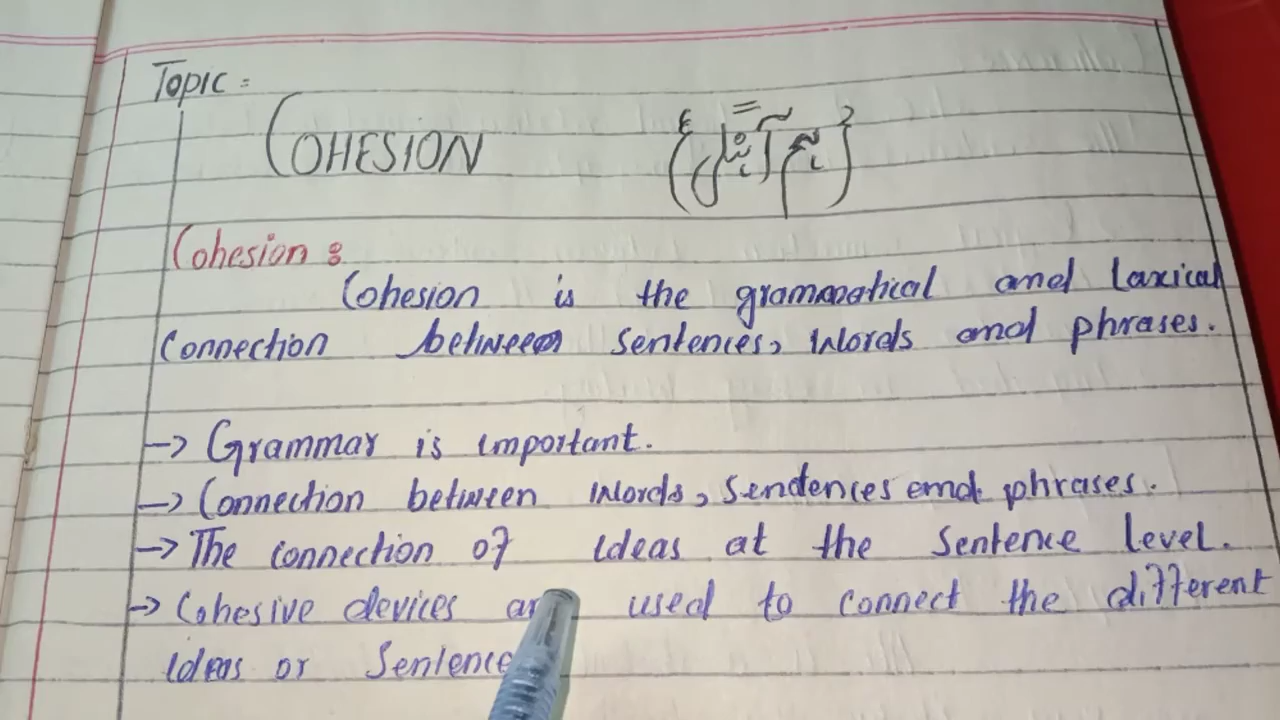 Topic :
COHESION
Cohesion :
Cohesion is the grammatical and Laxical
Connection between Sentences, Words and phrases.
→ Grammar is important.
→ Connection between Words, Sendences and phrases.
→ The connection of ideas at the Sentence level.
→ Cohesive devices are used to connect the different
ideas or Sentence